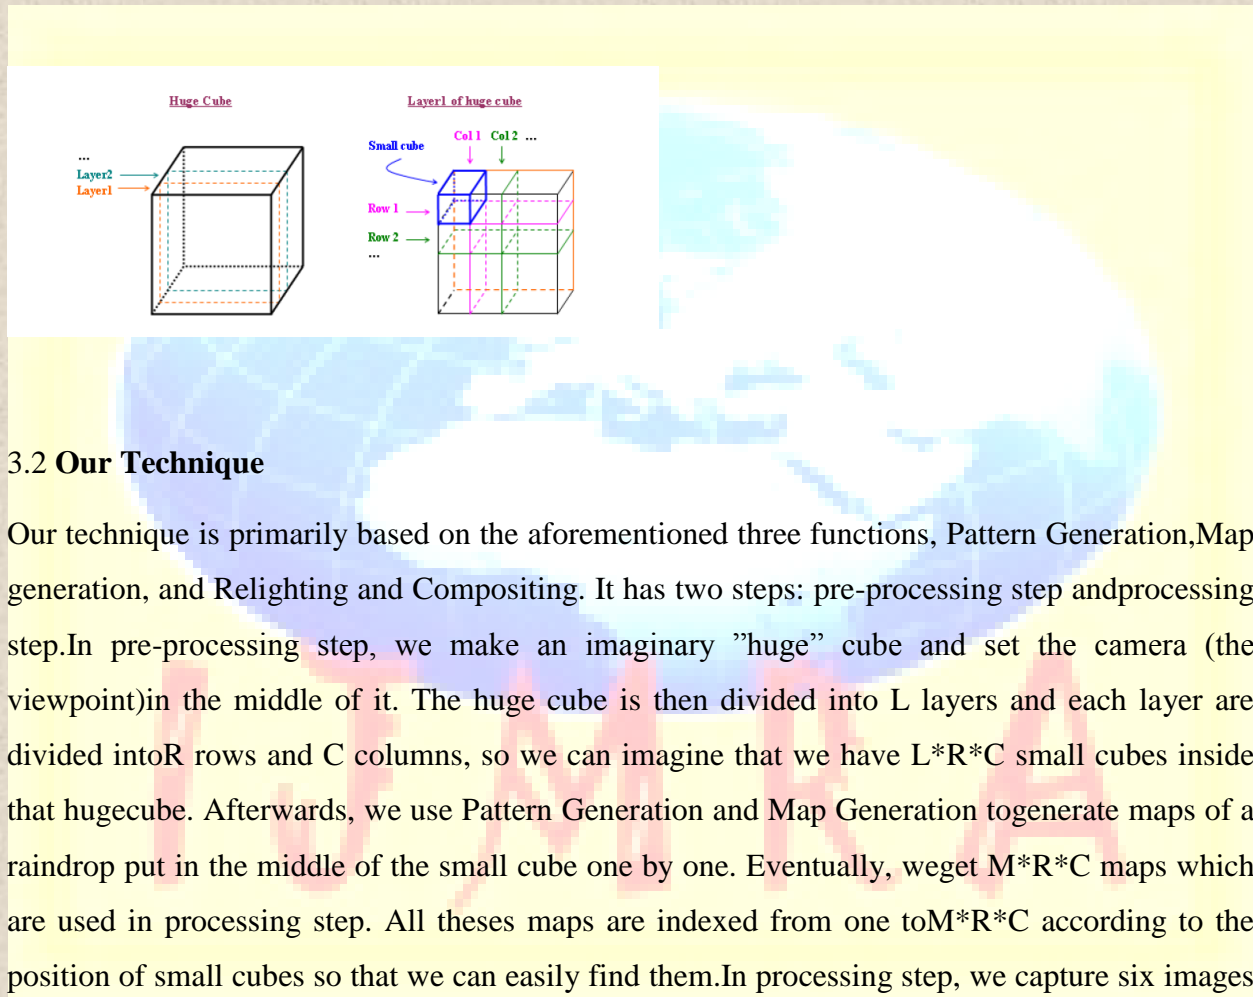 Huge Cube
Layer1 of huge cube
Small cube
Col 1 Col 2 ...
...
Layer2
Layer1
Row 1
Row 2
...
3.2 Our Technique
Our technique is primarily based on the aforementioned three functions, Pattern Generation,Map
generation, and Relighting and Compositing. It has two steps: pre-processing step andprocessing
step.In pre-processing step, we make an imaginary ”huge” cube and set the camera (the
viewpoint)in the middle of it. The huge cube is then divided into L layers and each layer are
divided intoR rows and C columns, so we can imagine that we have L*R*C small cubes inside
that hugecube. Afterwards, we use Pattern Generation and Map Generation togenerate maps of a
raindrop put in the middle of the small cube one by one. Eventually, weget M*R*C maps which
are used in processing step. All theses maps are indexed from one toM*R*C according to the
position of small cubes so that we can easily find them.In processing step, we capture six images
IJMRA